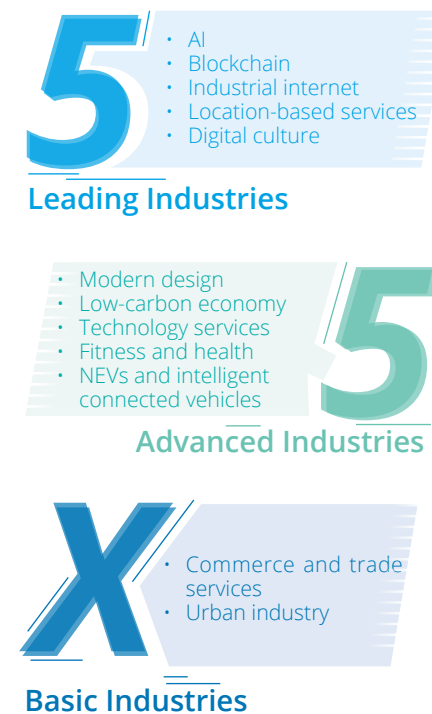 5
• AI
• Blockchain
• Industrial internet
• Location-based services
• Digital culture
Leading Industries
• Modern design
• Low-carbon economy
• Technology services
• Fitness and health
• NEVs and intelligent
connected vehicles
5
Advanced Industries
X
• Commerce and trade
services
• Urban industry
Basic Industries